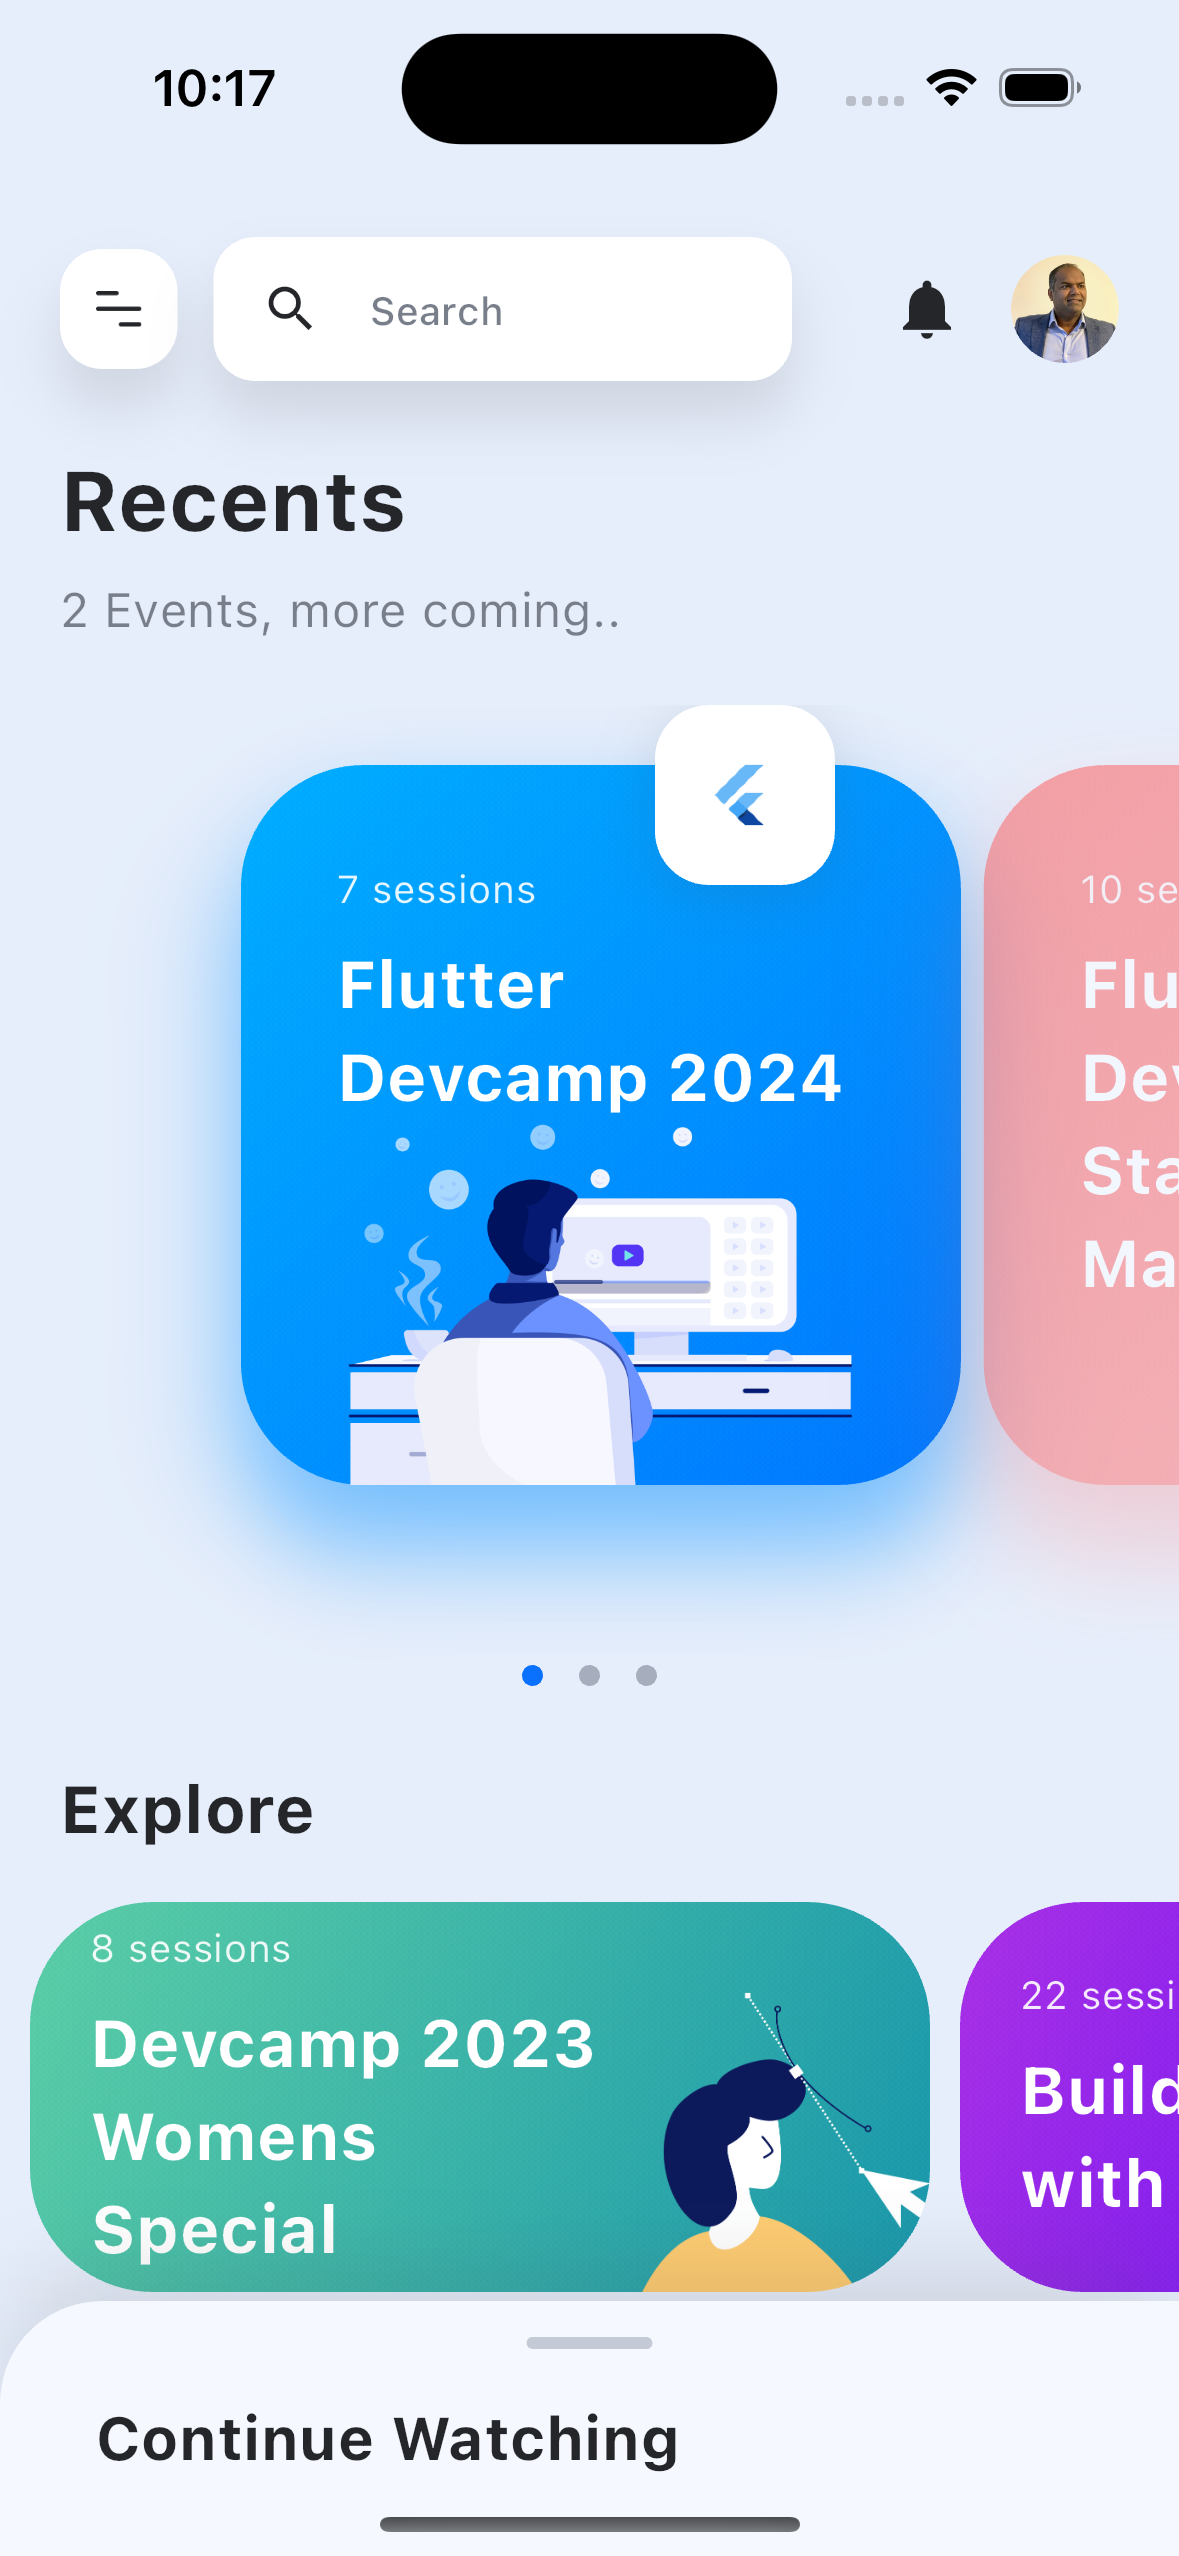 10:17
Search
Recents
2 Events, more coming..
7 sessions
Flutter
Devcamp 2024
10 se
Flu
Dev
Sta
Ma
Explore
8 sessions
Devcamp 2023
Womens
Special
22 sessi
Build
with
Continue Watching